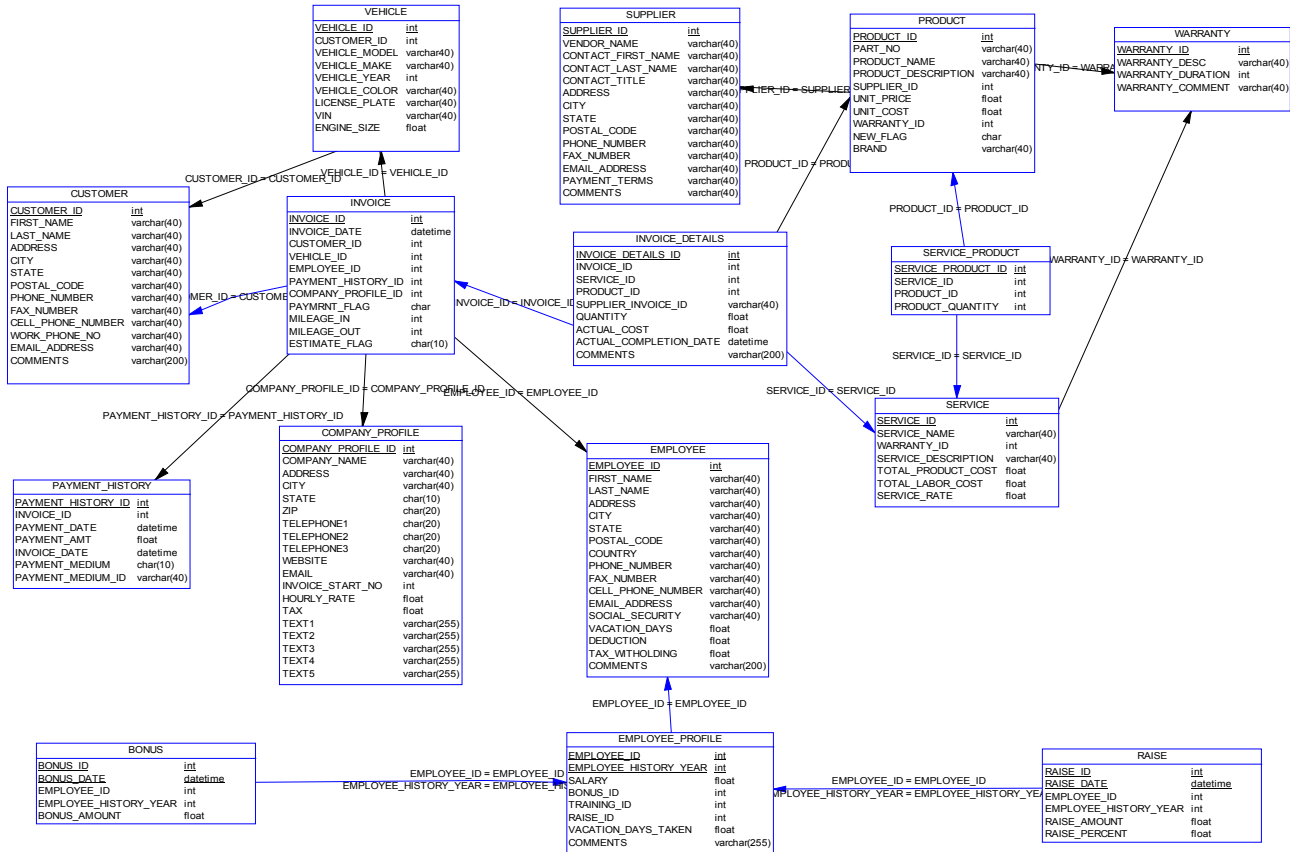 VEHICLE
VEHICLE_ID int
CUSTOMER_ID int
VEHICLE_MODEL varchar40)
VEHICLE_MAKE varchar40)
VEHICLE_YEAR int
VEHICLE_COLOR varchar(40)
LICENSE_PLATE varchar(40)
VIN varchar(40)
ENGINE_SIZE float
SUPPLIER
SUPPLIER_ID int
VENDOR_NAME varchar(40)
CONTACT_FIRST_NAME varchar(40)
CONTACT_LAST_NAME varchar(40)
CONTACT_TITLE varchar(40)
ADDRESS varchar(40)
CITY varchar(40)
STATE varchar(40)
POSTAL_CODE varchar(40)
PHONE_NUMBER varchar(40)
FAX_NUMBER varchar(40)
EMAIL_ADDRESS varchar(40)
PAYMENT_TERMS varchar(40)
COMMENTS varchar(40)
PRODUCT
PRODUCT_ID int
PART_NO varchar(40)
PRODUCT_NAME varchar(40)
PRODUCT_DESCRIPTION varchar40)
SUPPLIER_ID int
UNIT_PRICE float
UNIT_COST float
WARRANTY_ID int
NEW_FLAG char
BRAND varchar(40)
WARRANTY
WARRANTY_ID int
WARRANTY_DESC varchar(40)
WARRANTY_DURATION int
WARRANTY_COMMENT varchar(40)
NTY_ID = WARRA
PLIER_ID = SUPPLIER
PRODUCT_ID = PRODU
CUSTOMER_ID = CUSTOMER_ID
VEHICLE_ID = VEHICLE_ID
CUSTOMER
CUSTOMER_ID int
FIRST_NAME varchar(40)
LAST_NAME varchar(40)
ADDRESS varchar(40)
CITY varchar(40)
STATE varchar(40)
POSTAL_CODE varchar(40)
PHONE_NUMBER varchar(40)
FAX_NUMBER varchar(40)
CELL_PHONE_NUMBER varchar(40)
WORK_PHONE_NO varchar(40)
EMAIL_ADDRESS varchar(40)
COMMENTS varchar(200)
MER_ID = CUSTOME
INVOICE
INVOICE_ID int
INVOICE_DATE datetime
CUSTOMER_ID int
VEHICLE_ID int
EMPLOYEE_ID int
PAYMENT_HISTORY_ID int
COMPANY_PROFILE_ID int
PAYMRNT_FLAG char
MILEAGE_IN int
MILEAGE_OUT int
ESTIMATE_FLAG char(10)
NVOICE_ID = INVOICE_ID
INVOICE_DETAILS
INVOICE_DETAILS_ID int
INVOICE_ID int
SERVICE_ID int
PRODUCT_ID int
SUPPLIER_INVOICE_ID varchar(40)
QUANTITY float
ACTUAL_COST float
ACTUAL_COMPLETION_DATE datetime
COMMENTS varchar(200)
PRODUCT_ID = PRODUCT_ID
SERVICE_PRODUCT
SERVICE_PRODUCT_ID int
SERVICE_ID int
PRODUCT_ID int
PRODUCT_QUANTITY int
WARRANTY_ID = WARRANTY_ID
SERVICE_ID = SERVICE_ID
SERVICE_ID = SERVICE_ID
SERVICE
SERVICE_ID int
SERVICE_NAME varchar(40)
WARRANTY_ID int
SERVICE_DESCRIPTION varchar(40)
TOTAL_PRODUCT_COST float
TOTAL_LABOR_COST float
SERVICE_RATE float
COMPANY_PROFILE_ID = COMPANY_PROFILE_ID
EMPLOYEE_ID = EMPLOYEE_ID
PAYMENT_HISTORY_ID = PAYMENT_HISTORY_ID
PAYMENT_HISTORY
PAYMENT_HISTORY_ID int
INVOICE_ID int
PAYMENT_DATE datetime
PAYMENT_AMT float
INVOICE_DATE datetime
PAYMENT_MEDIUM char(10)
PAYMENT_MEDIUM_ID varchar(40)
COMPANY_PROFILE
COMPANY_PROFILE_ID int
COMPANY_NAME varchar(40)
ADDRESS varchar(40)
CITY varchar(40)
STATE char(10)
ZIP char(20)
TELEPHONE1 char(20)
TELEPHONE2 char(20)
TELEPHONE3 char(20)
WEBSITE varchar(40)
EMAIL varchar(40)
INVOICE_START_NO int
HOURLY_RATE float
TAX float
TEXT1 varchar(255)
TEXT2 varchar(255)
TEXT3 varchar(255)
TEXT4 varchar(255)
TEXT5 varchar(255)
EMPLOYEE
EMPLOYEE_ID int
FIRST_NAME varchar(40)
LAST_NAME varchar(40)
ADDRESS varchar(40)
CITY varchar(40)
STATE varchar(40)
POSTAL_CODE varchar(40)
COUNTRY varchar(40)
PHONE_NUMBER varchar(40)
FAX_NUMBER varchar(40)
CELL_PHONE_NUMBER varchar(40)
EMAIL_ADDRESS varchar(40)
SOCIAL_SECURITY varchar(40)
VACATION_DAYS float
DEDUCTION float
TAX_WITHOLDING float
COMMENTS varchar(200)
EMPLOYEE_ID = EMPLOYEE_ID
BONUS
BONUS_ID int
BONUS_DATE datetime
EMPLOYEE_ID int
EMPLOYEE_HISTORY_YEAR int
BONUS_AMOUNT float
EMPLOYEE_ID = EMPLOYEE_ID
EMPLOYEE_HISTORY_YEAR = EMPLOYEE_HIS
EMPLOYEE_PROFILE
EMPLOYEE_ID int
EMPLOYEE_HISTORY_YEAR int
SALARY float
BONUS_ID int
TRAINING_ID int
RAISE_ID int
VACATION_DAYS_TAKEN float
COMMENTS varchar(255)
EMPLOYEE_ID = EMPLOYEE_ID
EMPLOYEE_HISTORY_YEAR = EMPLOYEE_HISTORY_YEA
RAISE
RAISE_ID int
RAISE_DATE datetime
EMPLOYEE_ID int
EMPLOYEE_HISTORY_YEAR int
RAISE_AMOUNT float
RAISE_PERCENT float